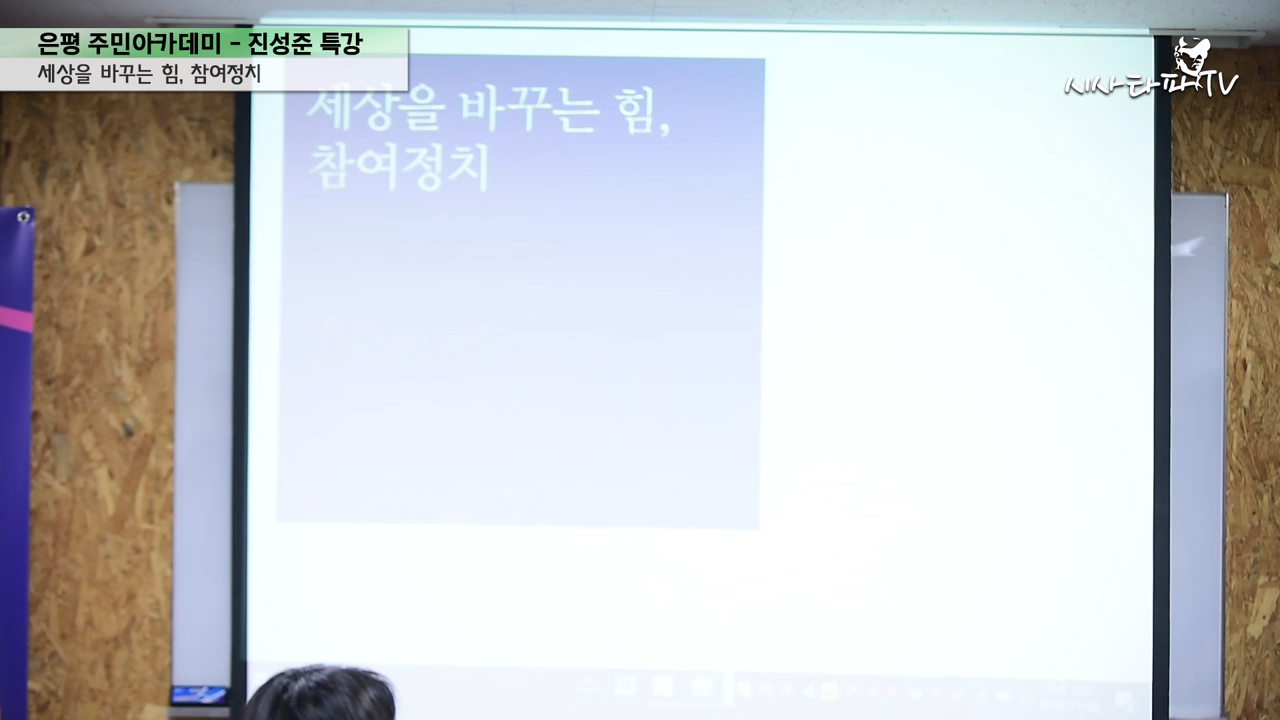 은평 주민아카데미 - 진성준 특강
세상을 바꾸는 힘, 참여정치
시사타파TV
세상을 바꾸는 힘,
참여정치